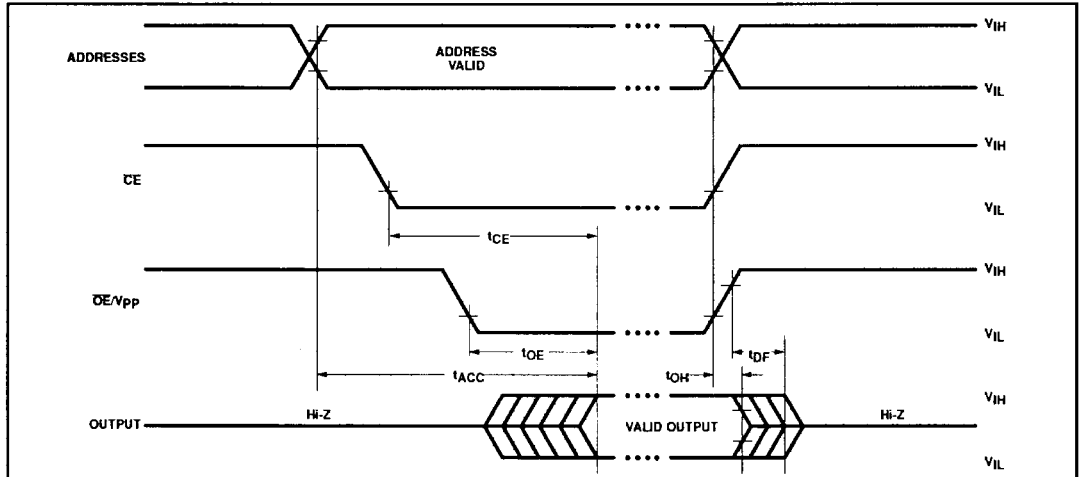 VIH
ADDRESSES
ADDRESS
VALID
VIL
VIH
CE
VIL
tCE
VIH
OE/VPP
VIL
tOE
tDF
tACC
tOH
VIH
Hi-Z
Hi-Z
OUTPUT
VALID OUTPUT
VIL